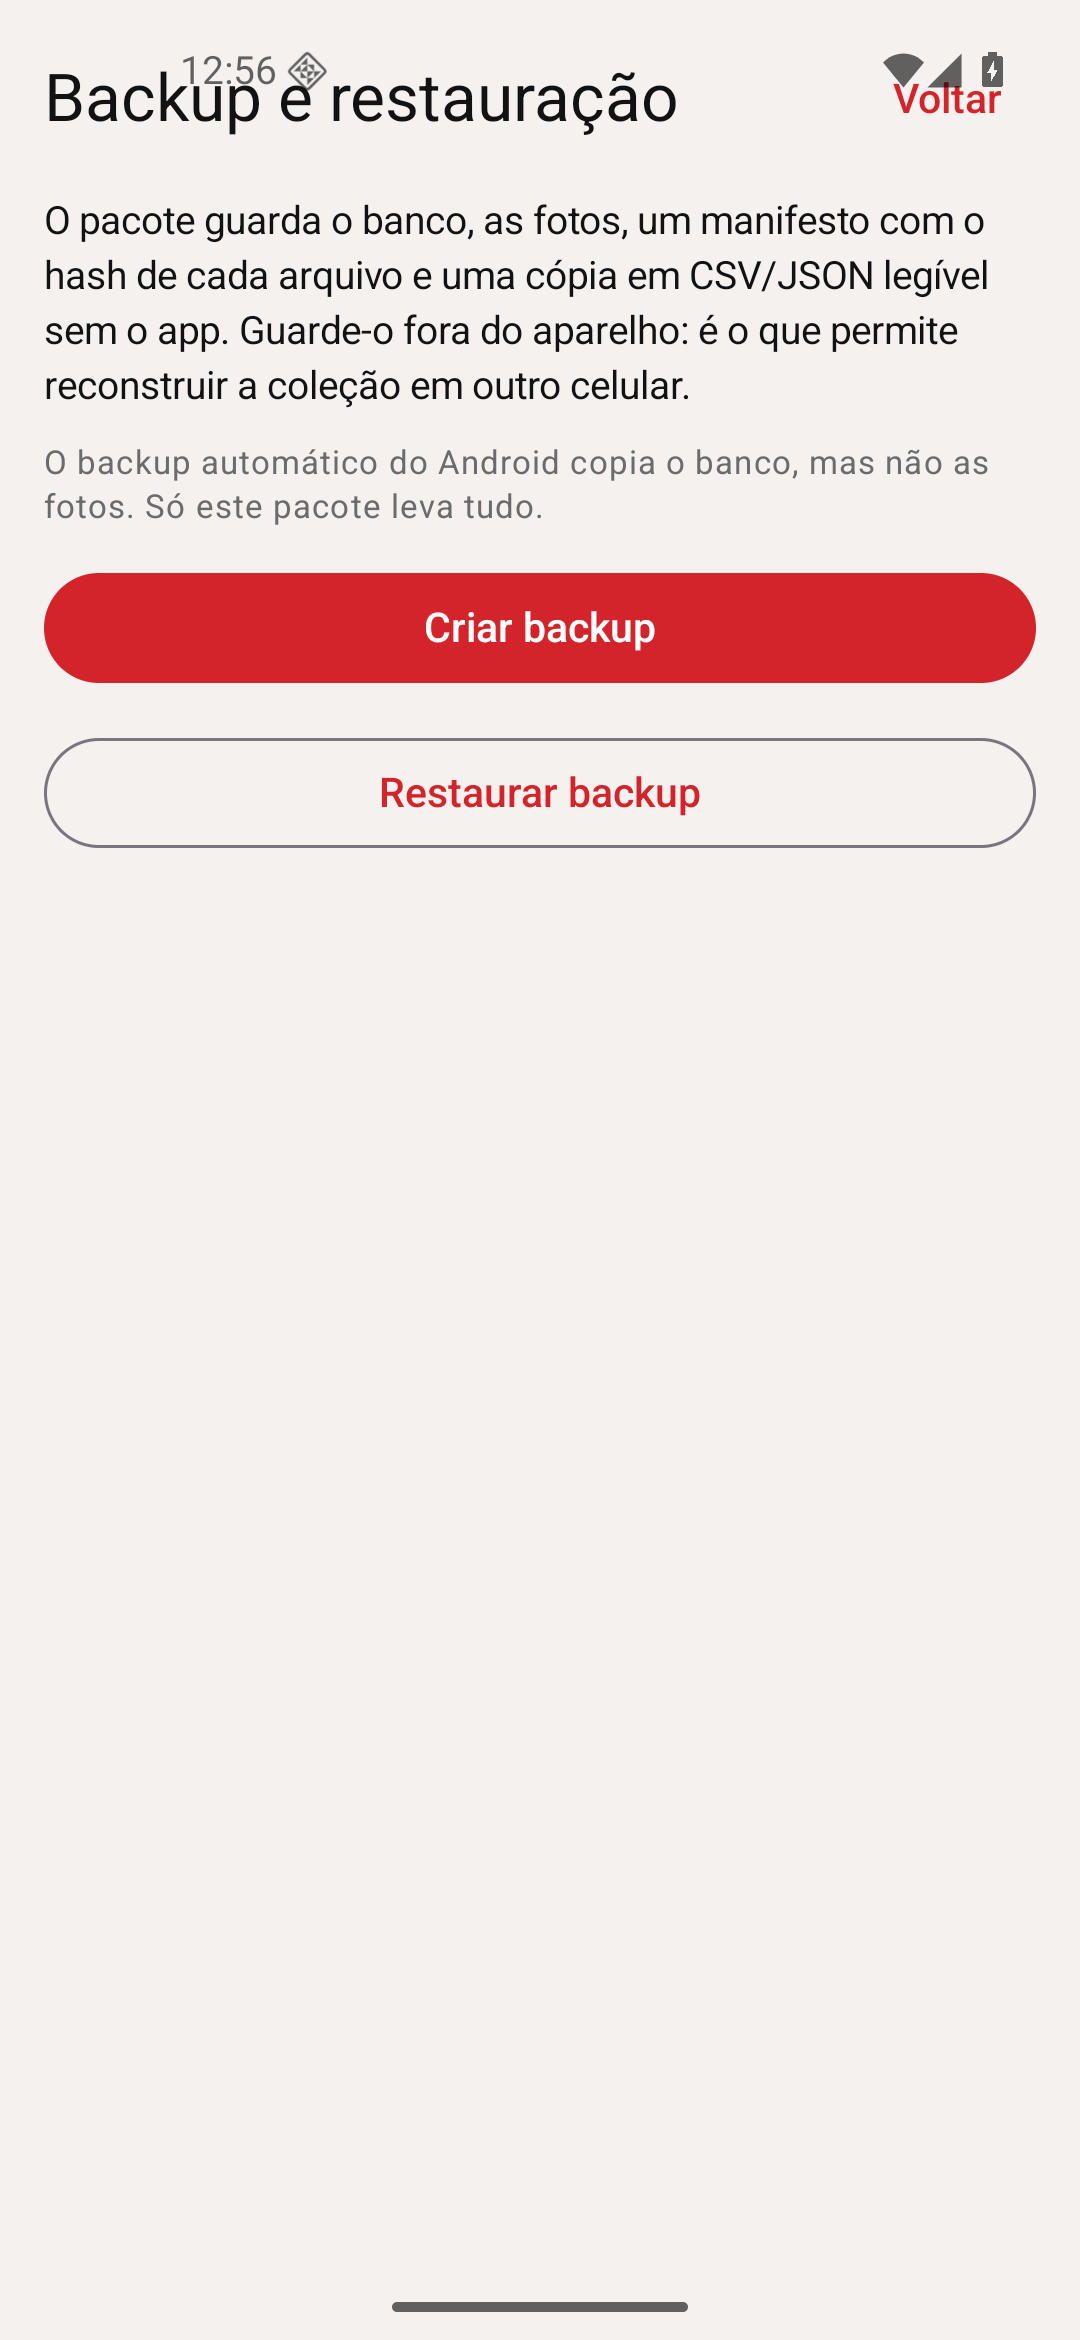 12:56
Backup e restauração
Voltar
O pacote guarda o banco, as fotos, um manifesto com o
hash de cada arquivo e uma cópia em CSV/JSON legível
sem o app. Guarde-o fora do aparelho: é o que permite
reconstruir a coleção em outro celular.
O backup automático do Android copia o banco, mas não as
fotos. Só este pacote leva tudo.
Criar backup
Restaurar backup